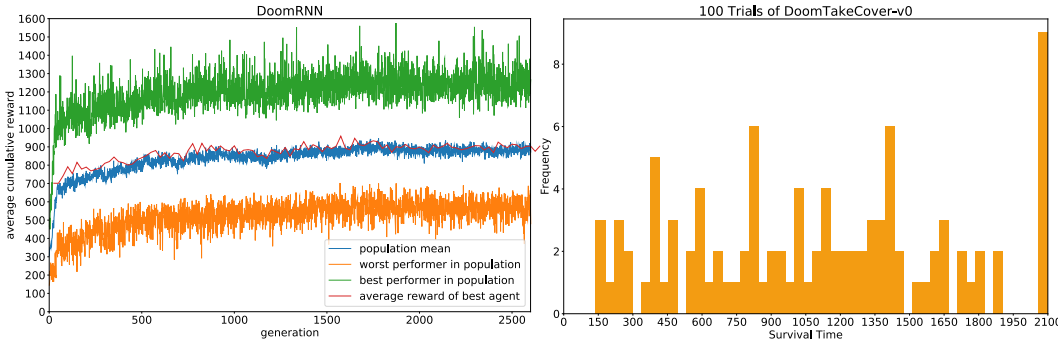 DoomRNN
1600
1500
1400
1300
1200
1100
1000
900
800
700
600
500
400
300
200
100
0
average cumulative reward
population mean
worst performer in population
best performer in population
average reward of best agent
0 500 1000 1500 2000 2500
generation
100 Trials of DoomTakeCover-v0
8
6
4
2
0
Frequency
0 150 300 450 600 750 900 1050 1200 1350 1500 1650 1800 1950 2100
Survival Time